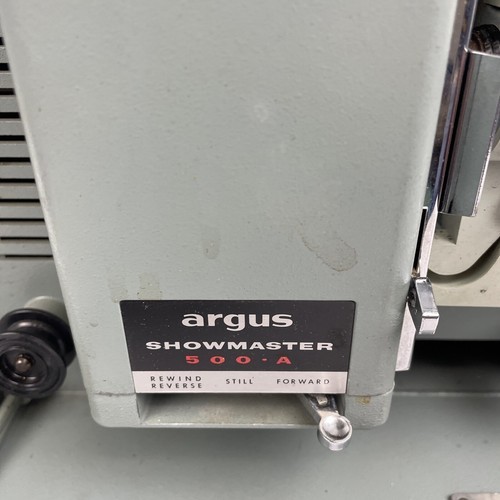 argus
SHOWMASTER
500·A
REWIND STILL FORWARD
REVERSE